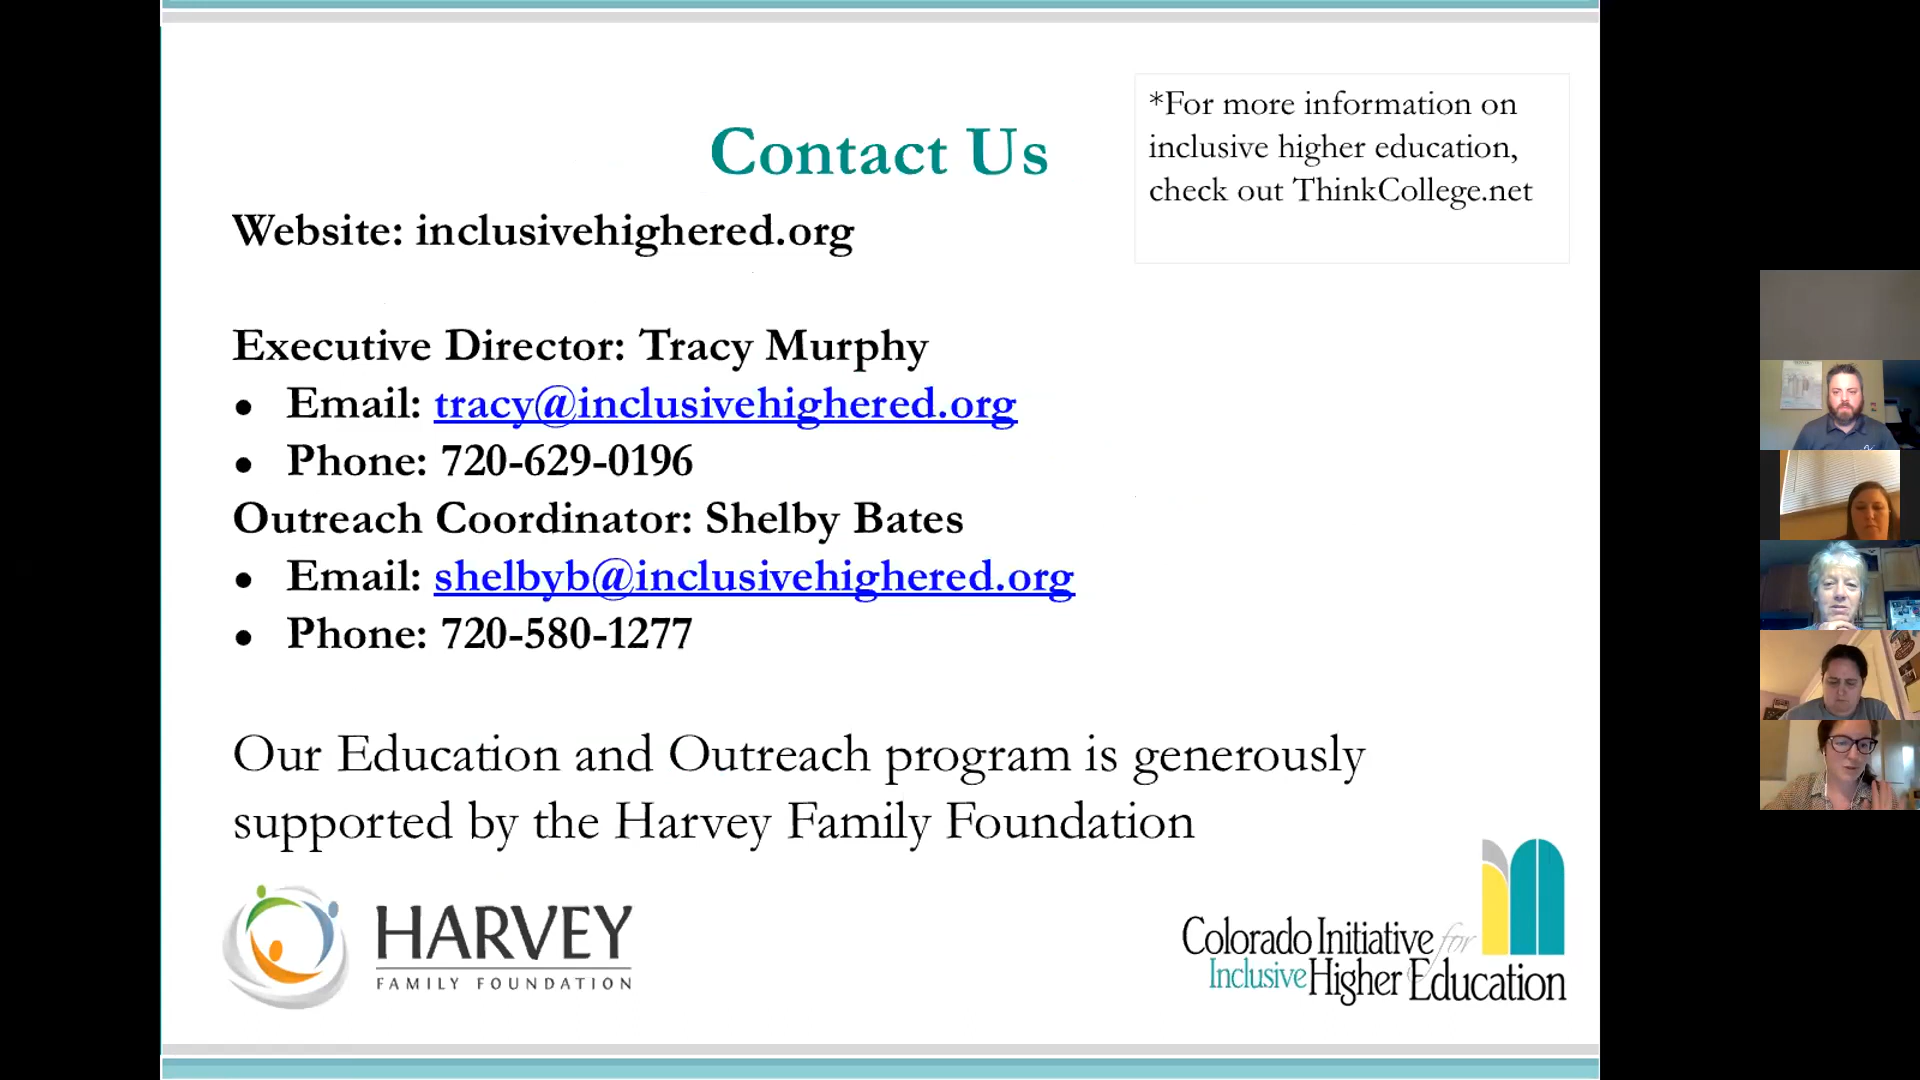 Contact Us
*For more information on
inclusive higher education,
check out ThinkCollege.net
Website: inclusivehighered.org
Executive Director: Tracy Murphy
● Email: tracy@inclusivehighered.org
● Phone: 720-629-0196
Outreach Coordinator: Shelby Bates
● Email: shelbyb@inclusivehighered.org
● Phone: 720-580-1277
Our Education and Outreach program is generously
supported by the Harvey Family Foundation
HARVEY
FAMILY FOUNDATION
Colorado Initiative for
Inclusive Higher Education